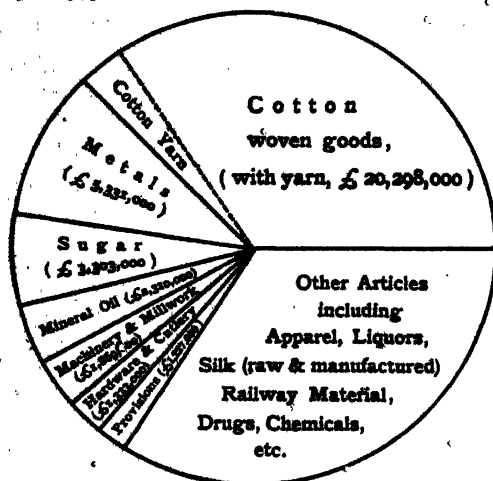 Cotton
woven goods,
(with yarn, £ 20,298,000)
Cotton Yarn
Metals
Sugar
Mineral Oil
Machinery & Millwork
Hardware & Cutlery
Provisions
Other Articles
including
Apparel, Liquors,
Silk (raw & manufactured)
Railway Material,
Drugs, Chemicals,
etc.